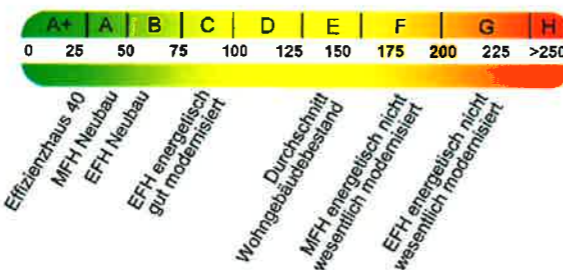 A+ A B C D E F G H
0 25 50 75 100 125 150 175 200 225 >250
Effizienzhaus 40
MFH Neubau
EFH Neubau
EFH energetisch
gut modernisiert
Durchschnitt
Wohngebäudebestand
MFH energetisch nicht
wesentlich modernisiert
EFH energetisch nicht
wesentlich modernisiert